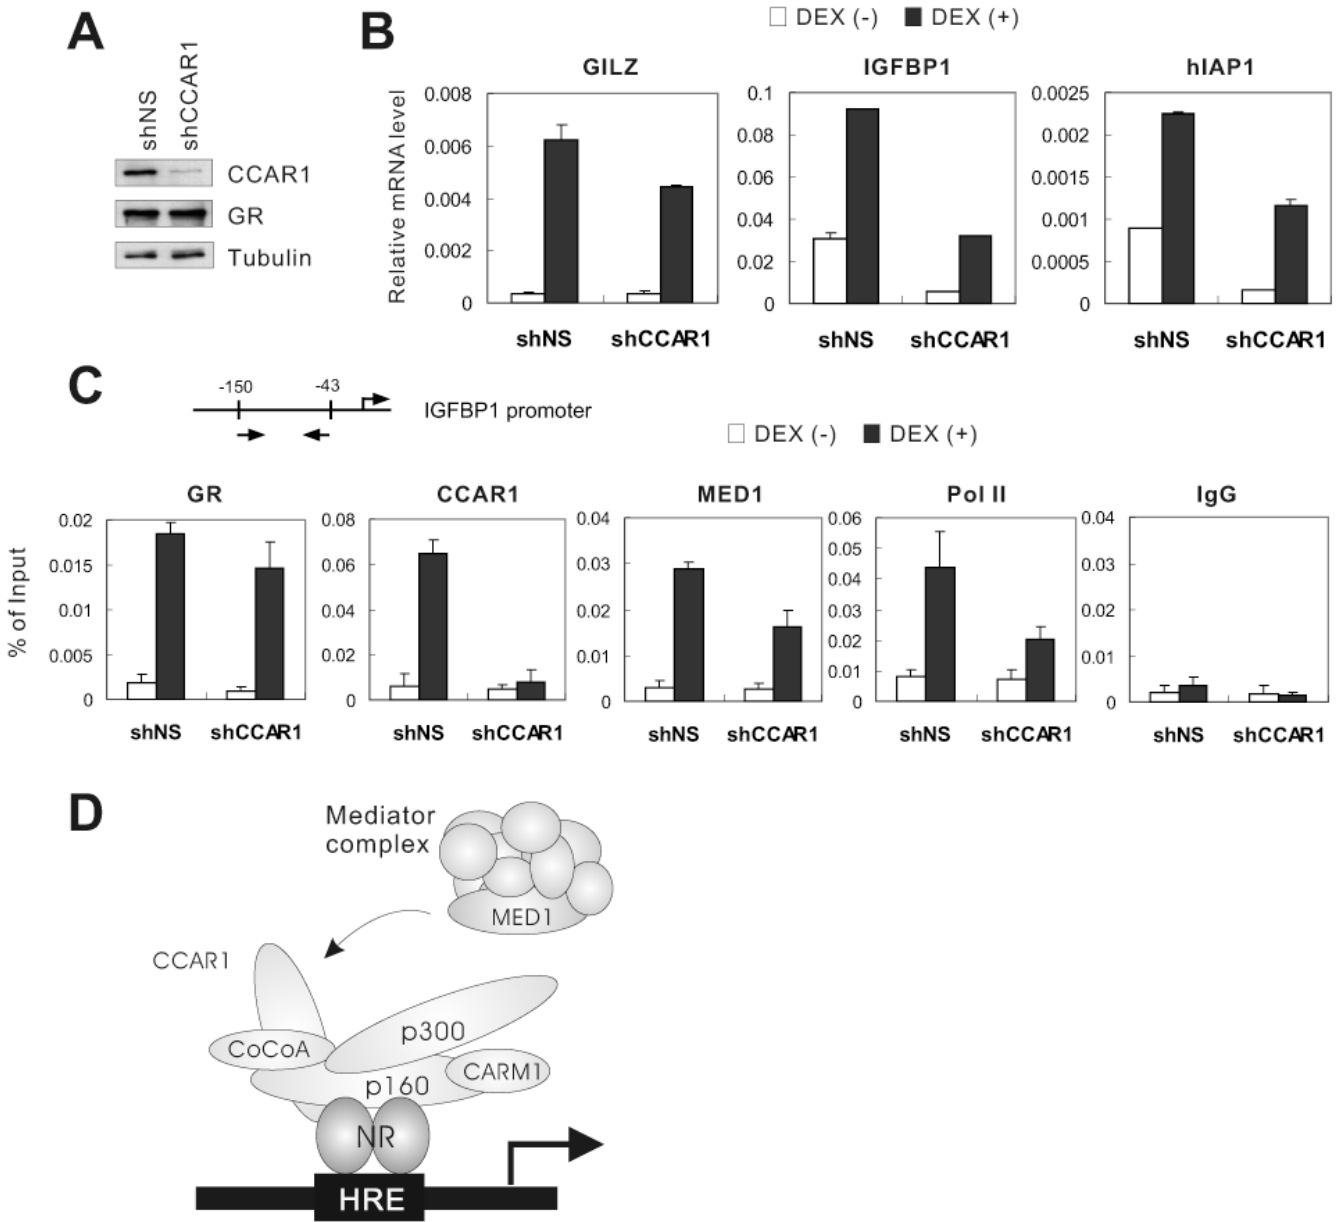 A
shNS
shCCAR1
CCAR1
GR
Tubulin
B
DEX (-) DEX (+)
GILZ
IGFBP1
hIAP1
Relative mRNA level
0.008
0.006
0.004
0.002
0
shNS shCCAR1
0.1
0.08
0.06
0.04
0.02
0
shNS shCCAR1
0.0025
0.002
0.0015
0.001
0.0005
0
shNS shCCAR1
C
-150 -43
IGFBP1 promoter
DEX (-) DEX (+)
% of Input
GR
0.02
0.015
0.01
0.005
0
shNS shCCAR1
CCAR1
0.08
0.06
0.04
0.02
0
shNS shCCAR1
MED1
0.04
0.03
0.02
0.01
0
shNS shCCAR1
Pol II
0.06
0.05
0.04
0.03
0.02
0.01
0
shNS shCCAR1
IgG
0.04
0.03
0.02
0.01
0
shNS shCCAR1
D
Mediator
complex
MED1
CCAR1
p300
CoCoA
CARM1
p160
NR
HRE